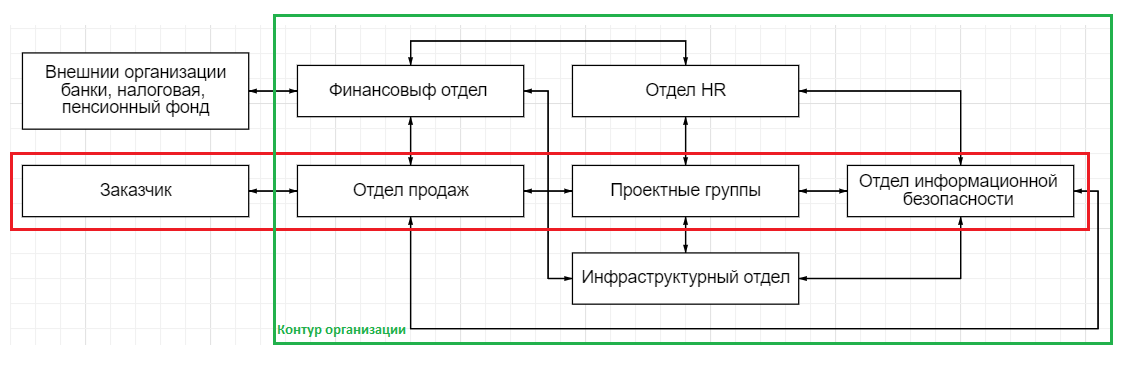 Внешнии организации
банки, налоговая,
пенсионный фонд
Финансовыф отдел
Отдел HR
Заказчик
Отдел продаж
Проектные группы
Отдел информационной
безопасности
Инфраструктурный отдел
Контур организации